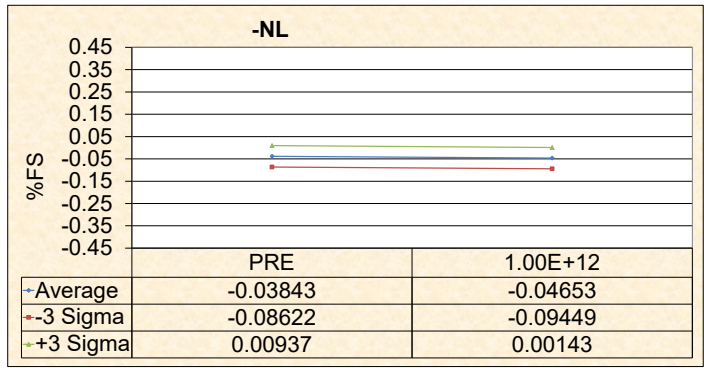 -NL
%FS
0.45
0.35
0.25
0.15
0.05
-0.05
-0.15
-0.25
-0.35
-0.45
PRE 1.00E+12
Average -0.03843 -0.04653
-3 Sigma -0.08622 -0.09449
+3 Sigma 0.00937 0.00143